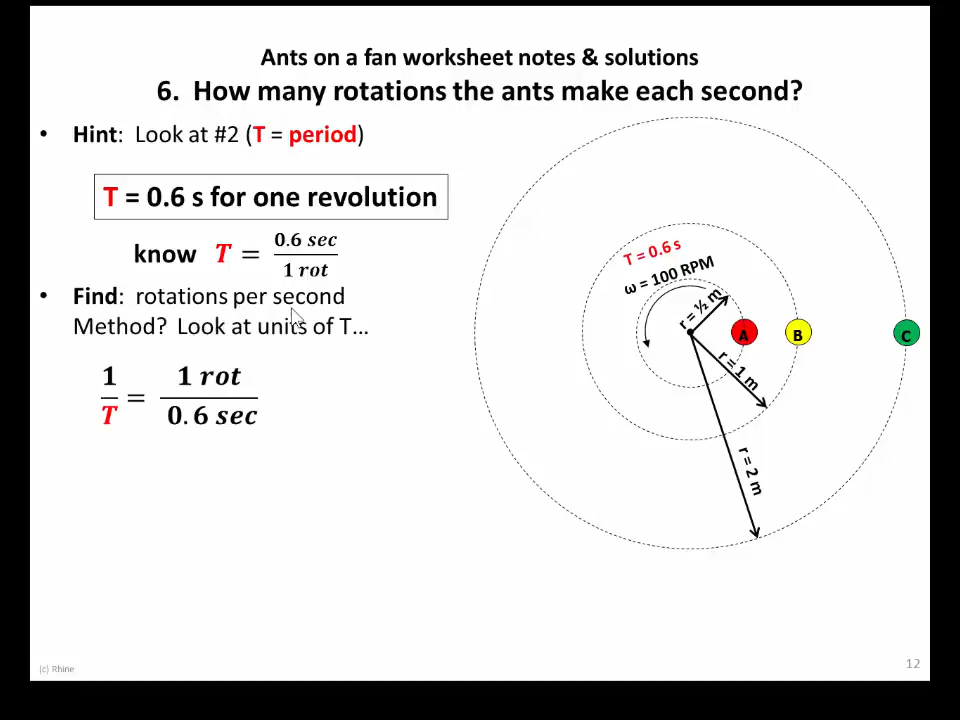 Ants on a fan worksheet notes & solutions
6. How many rotations the ants make each second?
• Hint: Look at #2 (T = period)
T = 0.6 s for one revolution
know T = 0.6 sec / 1 rot
• Find: rotations per second
Method? Look at units of T…
1 / T = 1 rot / 0.6 sec
T = 0.6 s
ω = 100 RPM
r = ½ m
A
B
C
r = 1 m
r = 2 m
(c) Rhine
12